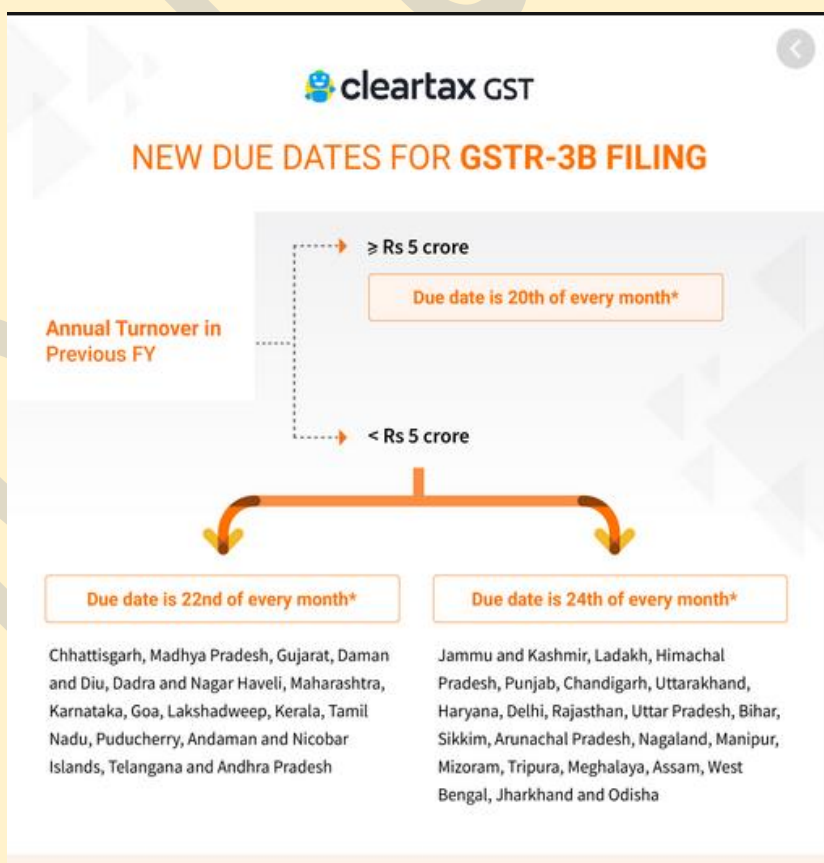 cleartax GST
NEW DUE DATES FOR GSTR-3B FILING
≥ Rs 5 crore
Due date is 20th of every month*
Annual Turnover in
Previous FY
< Rs 5 crore
Due date is 22nd of every month*
Chhattisgarh, Madhya Pradesh, Gujarat, Daman
and Diu, Dadra and Nagar Haveli, Maharashtra,
Karnataka, Goa, Lakshadweep, Kerala, Tamil
Nadu, Puducherry, Andaman and Nicobar
Islands, Telangana and Andhra Pradesh
Due date is 24th of every month*
Jammu and Kashmir, Ladakh, Himachal
Pradesh, Punjab, Chandigarh, Uttarakhand,
Haryana, Delhi, Rajasthan, Uttar Pradesh, Bihar,
Sikkim, Arunachal Pradesh, Nagaland, Manipur,
Mizoram, Tripura, Meghalaya, Assam, West
Bengal, Jharkhand and Odisha